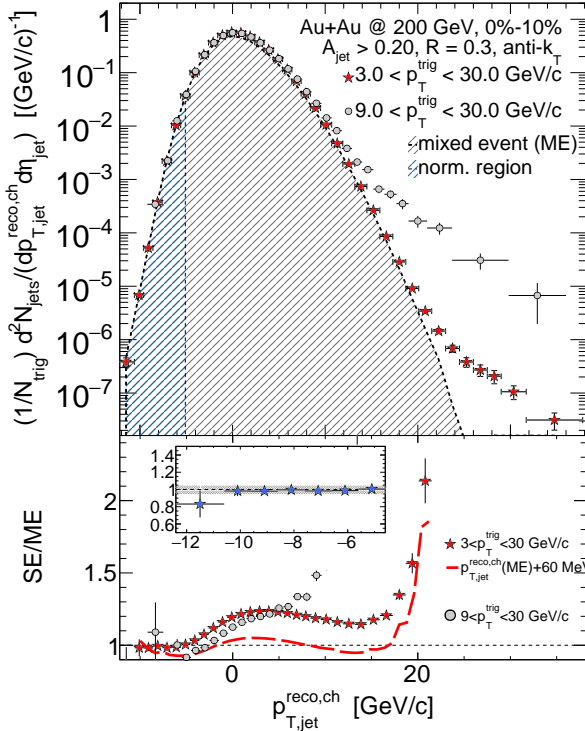 Au+Au @ 200 GeV, 0%-10%
A_jet > 0.20, R = 0.3, anti-k_T
3.0 < p_T^trig < 30.0 GeV/c
9.0 < p_T^trig < 30.0 GeV/c
mixed event (ME)
norm. region
(1/N_trig) d²N_jets/(dp_T,jet^reco,ch dη_jet) [(GeV/c)⁻¹]
1
10⁻¹
10⁻²
10⁻³
10⁻⁴
10⁻⁵
10⁻⁶
10⁻⁷
1.4
1.2
1
0.8
0.6
−12 −10 −8 −6
SE/ME
2
1.5
1
3<p_T^trig<30 GeV/c
p_T,jet^reco,ch(ME)+60 MeV
9<p_T^trig<30 GeV/c
0 20
p_T,jet^reco,ch [GeV/c]